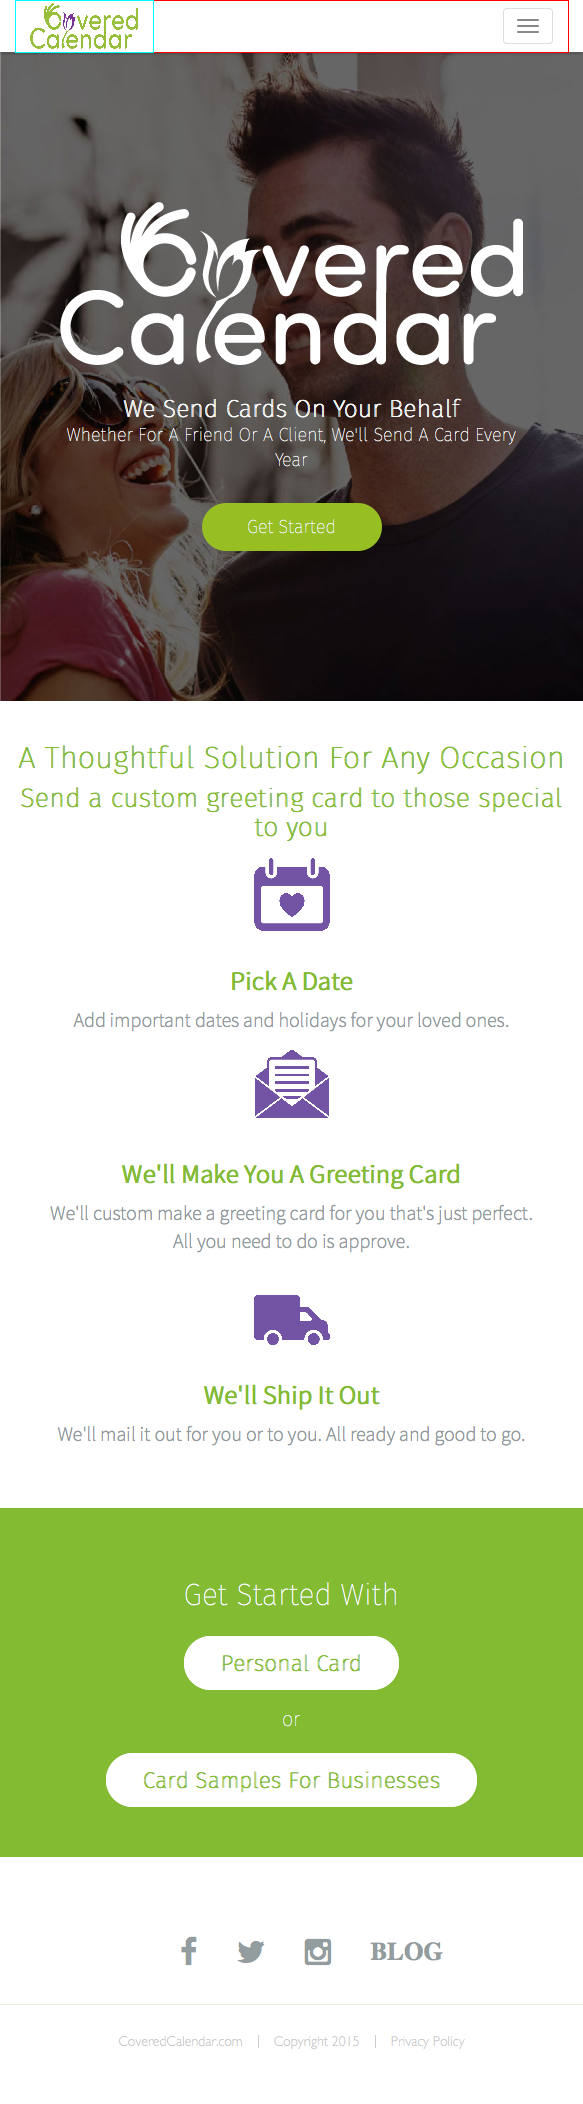 Covered
Calendar
Covered
Calendar
We Send Cards On Your Behalf
Whether For A Friend Or A Client, We'll Send A Card Every
Year
Get Started
A Thoughtful Solution For Any Occasion
Send a custom greeting card to those special
to you
Pick A Date
Add important dates and holidays for your loved ones.
We'll Make You A Greeting Card
We'll custom make a greeting card for you that's just perfect.
All you need to do is approve.
We'll Ship It Out
We'll mail it out for you or to you. All ready and good to go.
Get Started With
Personal Card
or
Card Samples For Businesses
BLOG
CoveredCalendar.com | Copyright 2015 | Privacy Policy